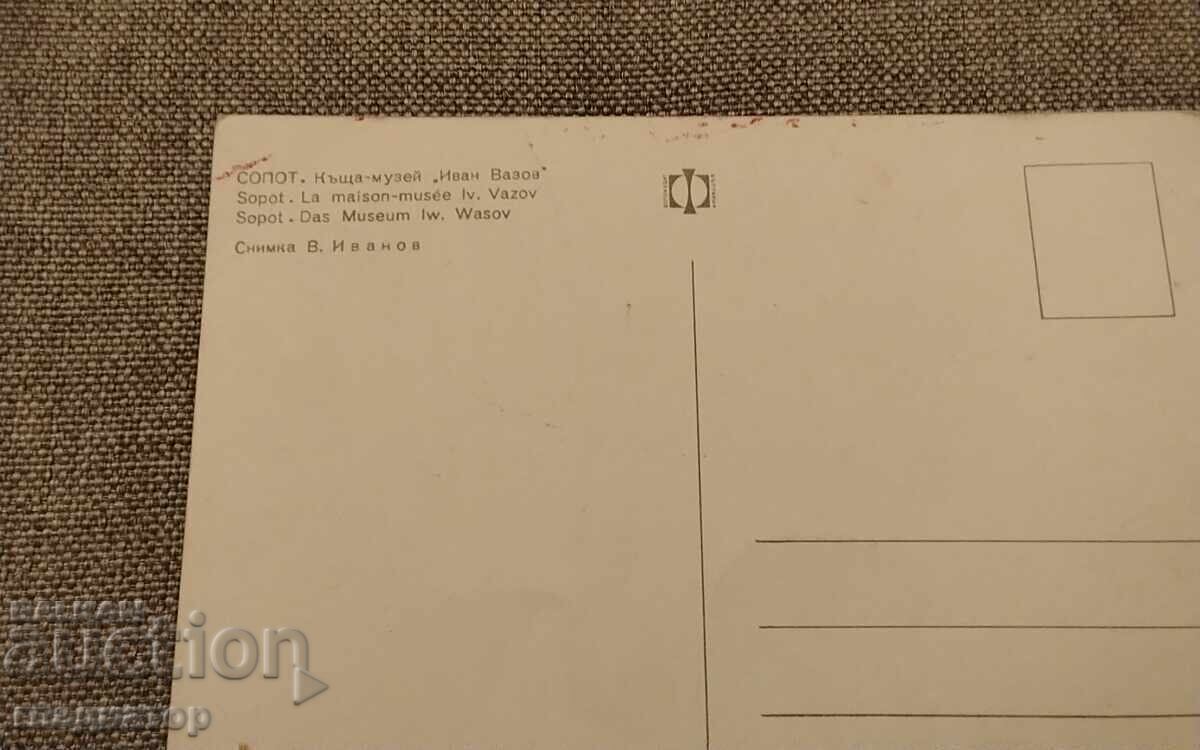 СОПОТ. Къща-музей „Иван Вазов"
Sopot. La maison-musée Iv. Vazov
Sopot. Das Museum Iw. Wasov
Снимка В. Иванов
auction